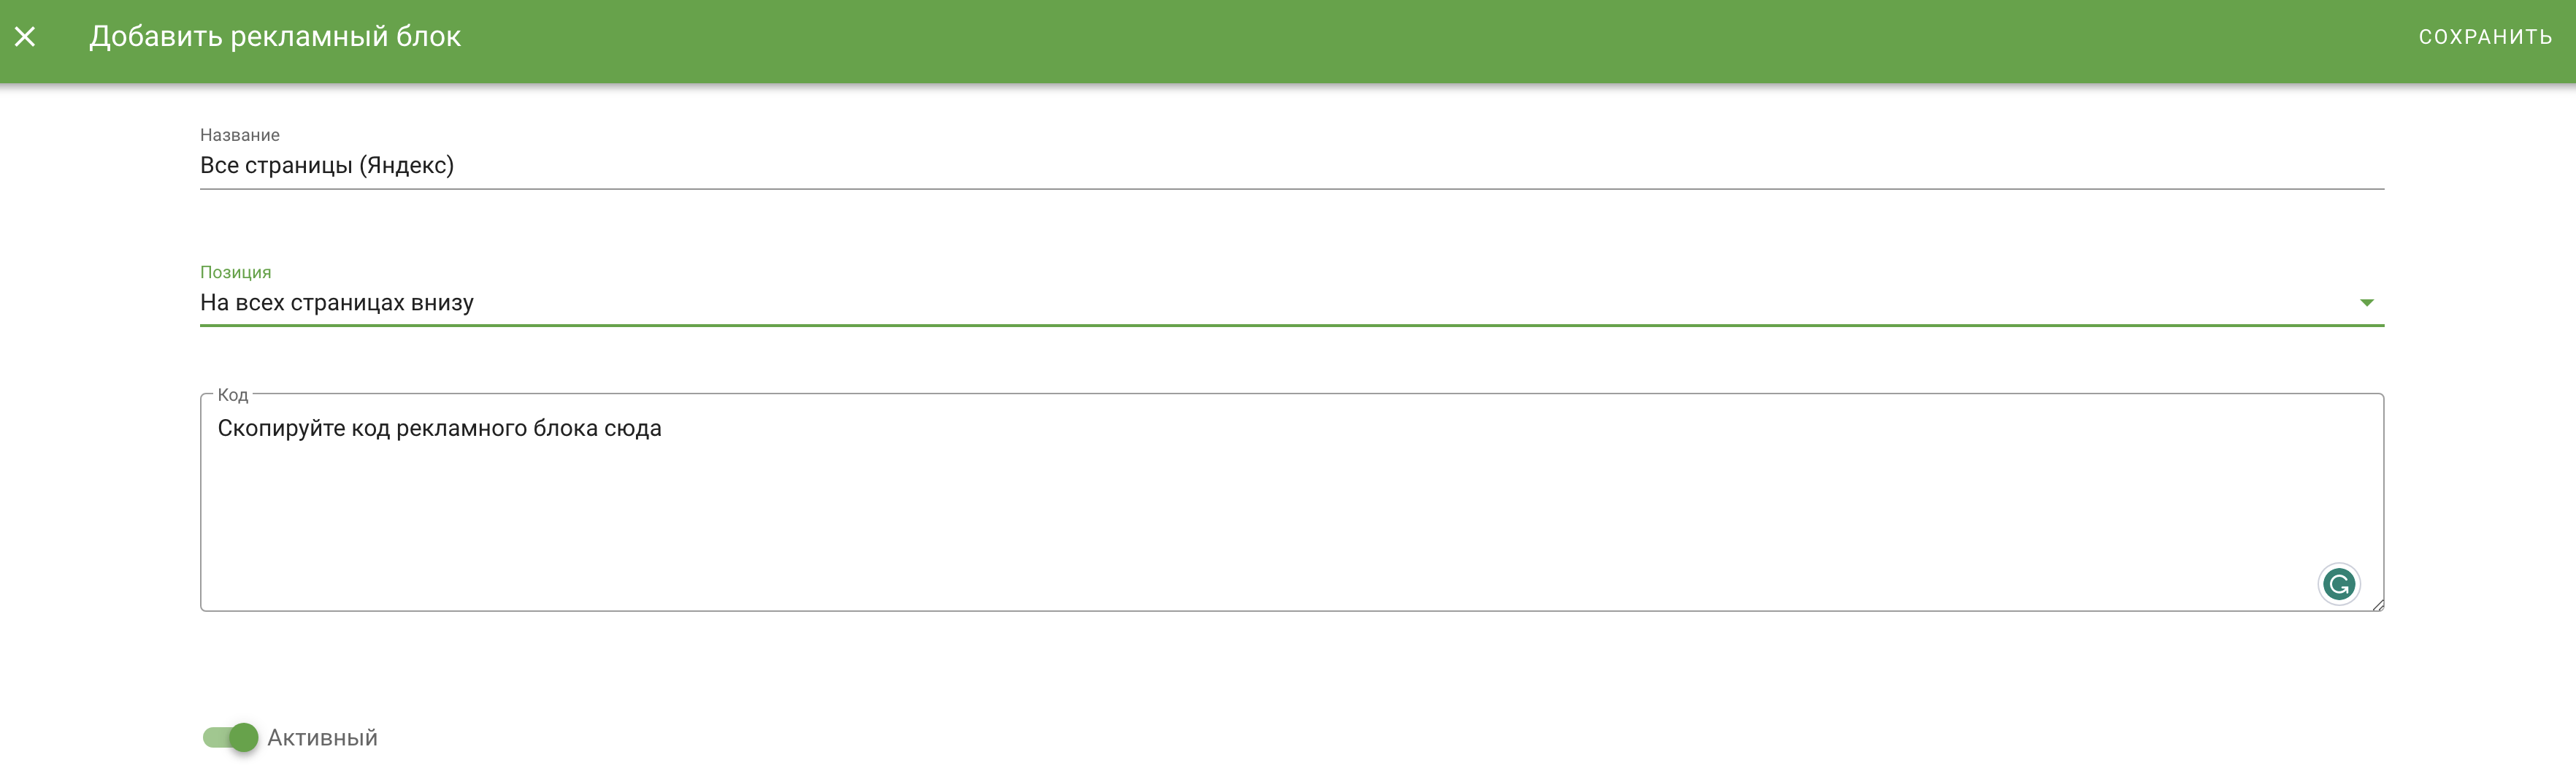 Добавить рекламный блок
СОХРАНИТЬ
Название
Все страницы (Яндекс)
Позиция
На всех страницах внизу
Код
Скопируйте код рекламного блока сюда
Активный